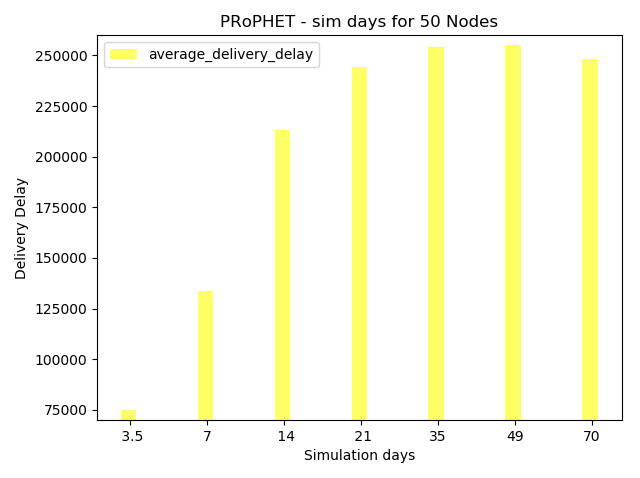 PRoPHET - sim days for 50 Nodes
average_delivery_delay
250000
225000
200000
175000
150000
125000
100000
75000
Delivery Delay
3.5 7 14 21 35 49 70
Simulation days